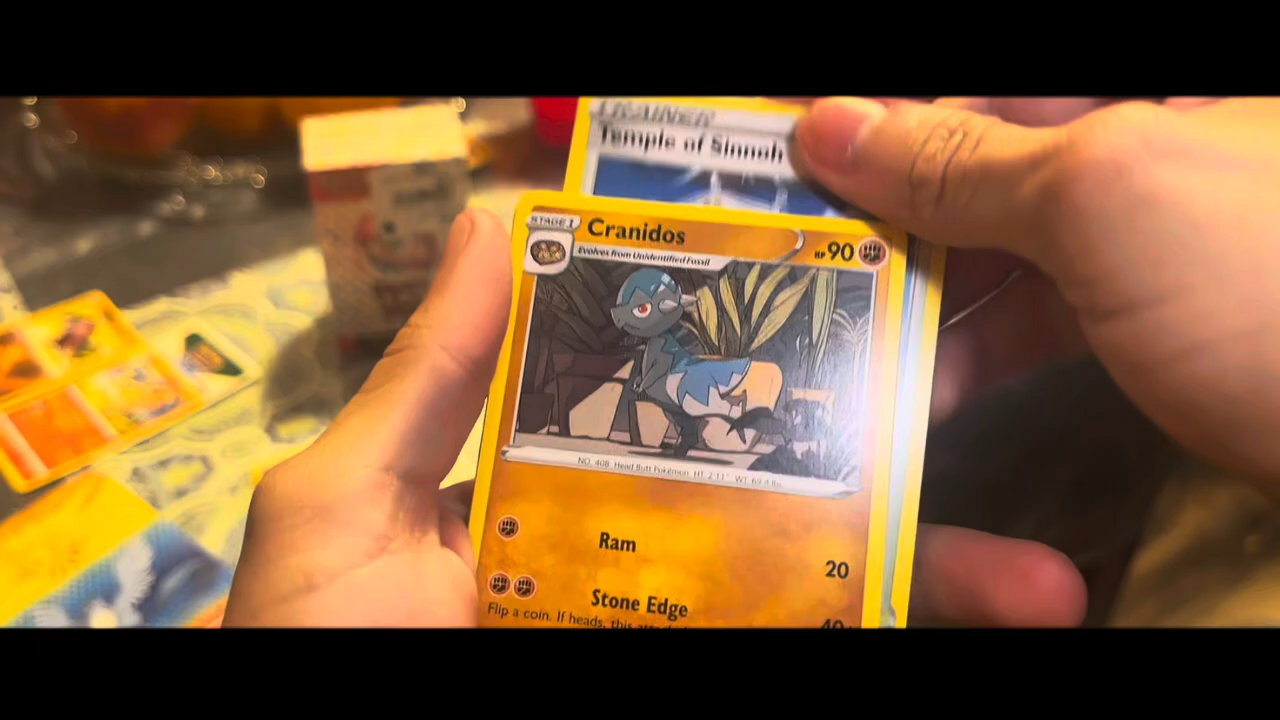 TRAINER
Temple of Sinnoh
STAGE 1
Cranidos
HP 90
Evolves from Unidentified Fossil
NO. 408 Head Butt Pokémon HT: 2'11" WT: 69.4 lbs.
Ram
20
Stone Edge
40+
Flip a coin. If heads, this